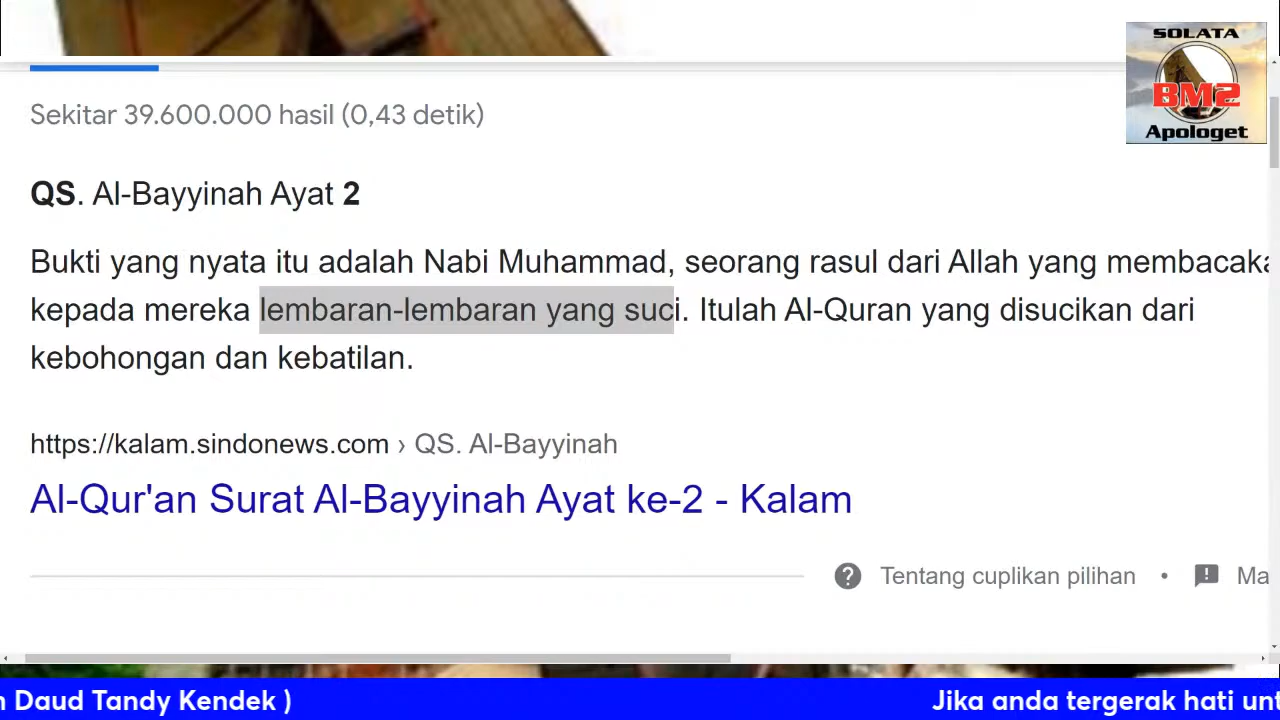 SOLATA
BM2
Apologet
Sekitar 39.600.000 hasil (0,43 detik)
QS. Al-Bayyinah Ayat 2
Bukti yang nyata itu adalah Nabi Muhammad, seorang rasul dari Allah yang membacaka
kepada mereka lembaran-lembaran yang suci. Itulah Al-Quran yang disucikan dari
kebohongan dan kebatilan.
https://kalam.sindonews.com › QS. Al-Bayyinah
Al-Qur'an Surat Al-Bayyinah Ayat ke-2 - Kalam
Tentang cuplikan pilihan • Ma
n Daud Tandy Kendek ) Jika anda tergerak hati unt